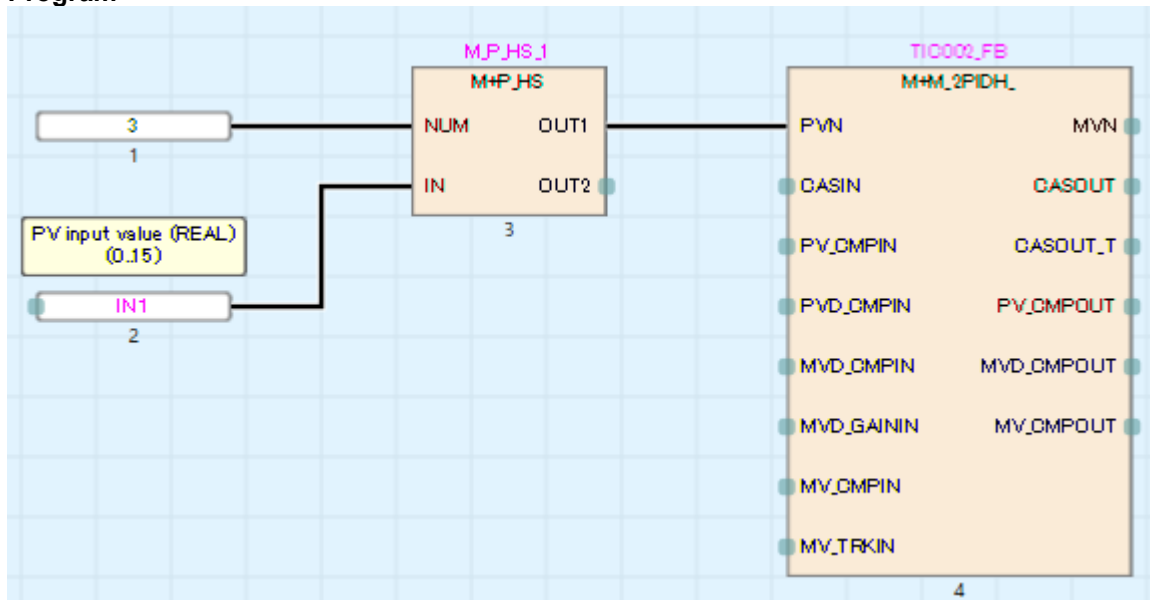 Program
M_P_HS_1
M+P_HS
NUM
OUT1
IN
OUT2
3
3
1
PV input value (REAL)
(0..15)
IN1
2
TIC002_FB
M+M_2PIDH_
PVN
MVN
CASIN
CASOUT
PV_CMPIN
CASOUT_T
PVD_CMPIN
PV_CMPOUT
MVD_CMPIN
MVD_CMPOUT
MVD_GAININ
MV_CMPOUT
MV_CMPIN
MV_TRKIN
4